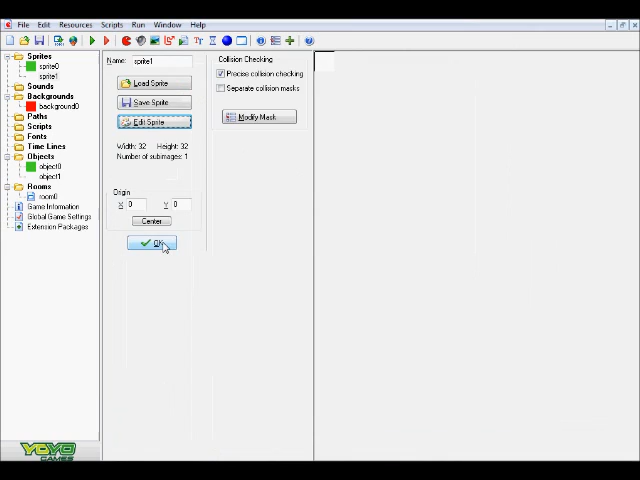 File Edit Resources Scripts Run Window Help
Sprites
sprite0
sprite1
Sounds
Backgrounds
background0
Paths
Scripts
Fonts
Time Lines
Objects
object0
object1
Rooms
room0
Game Information
Global Game Settings
Extension Packages
YOYO
GAMES
Name: sprite1
Load Sprite
Save Sprite
Edit Sprite
Width: 32 Height: 32
Number of subimages: 1
Origin
X 0 Y 0
Center
OK
Collision Checking
Precise collision checking
Separate collision masks
Modify Mask